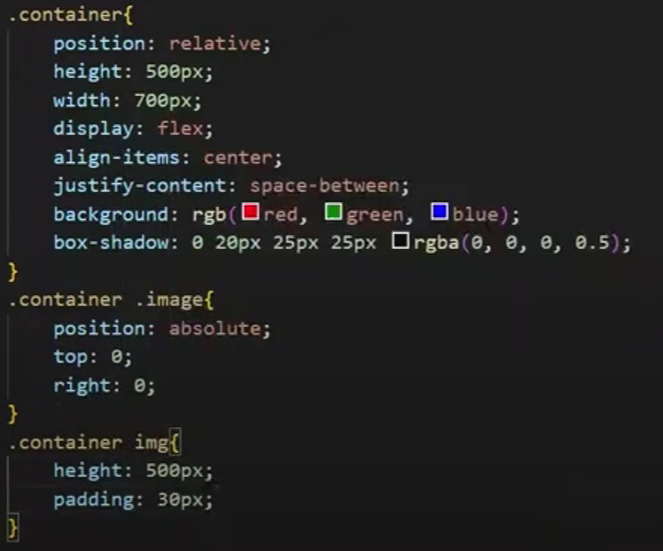 .container{
    position: relative;
    height: 500px;
    width: 700px;
    display: flex;
    align-items: center;
    justify-content: space-between;
    background: rgb(red, green, blue);
    box-shadow: 0 20px 25px 25px rgba(0, 0, 0, 0.5);
}
.container .image{
    position: absolute;
    top: 0;
    right: 0;
}
.container img{
    height: 500px;
    padding: 30px;
}